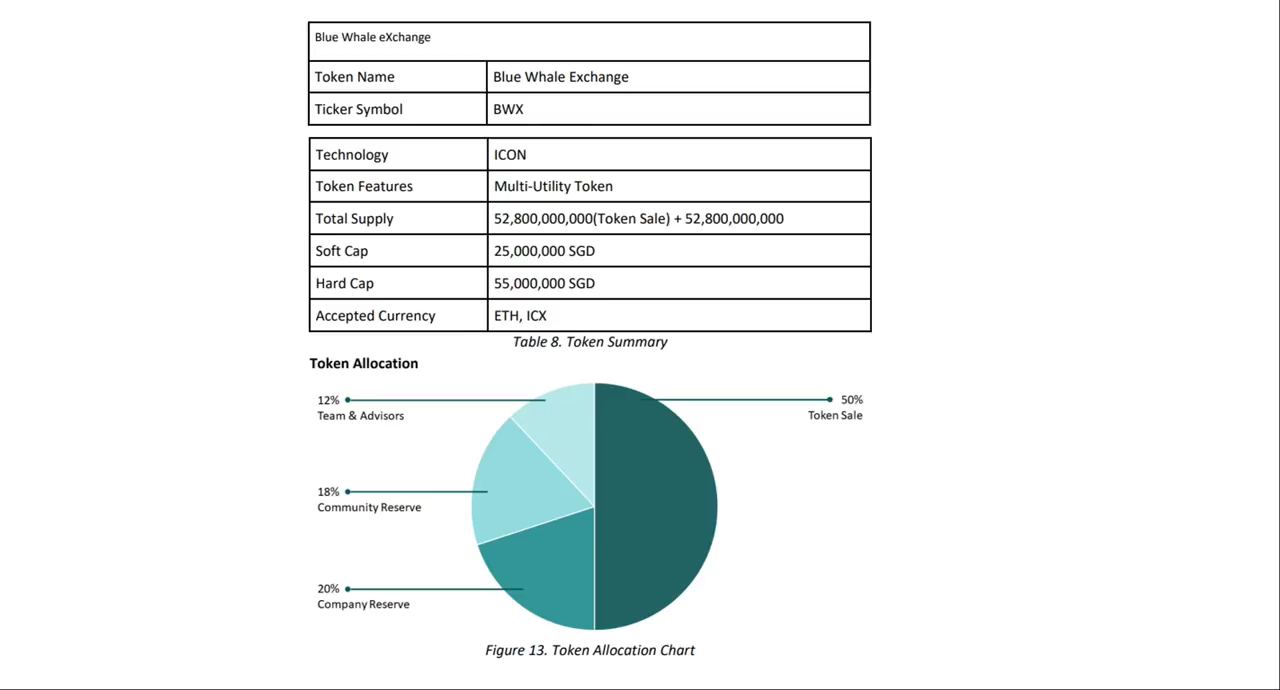 Blue Whale eXchange
Token Name Blue Whale Exchange
Ticker Symbol BWX
Technology ICON
Token Features Multi-Utility Token
Total Supply 52,800,000,000(Token Sale) + 52,800,000,000
Soft Cap 25,000,000 SGD
Hard Cap 55,000,000 SGD
Accepted Currency ETH, ICX
Table 8. Token Summary
Token Allocation
12%
Team & Advisors
50%
Token Sale
18%
Community Reserve
20%
Company Reserve
Figure 13. Token Allocation Chart